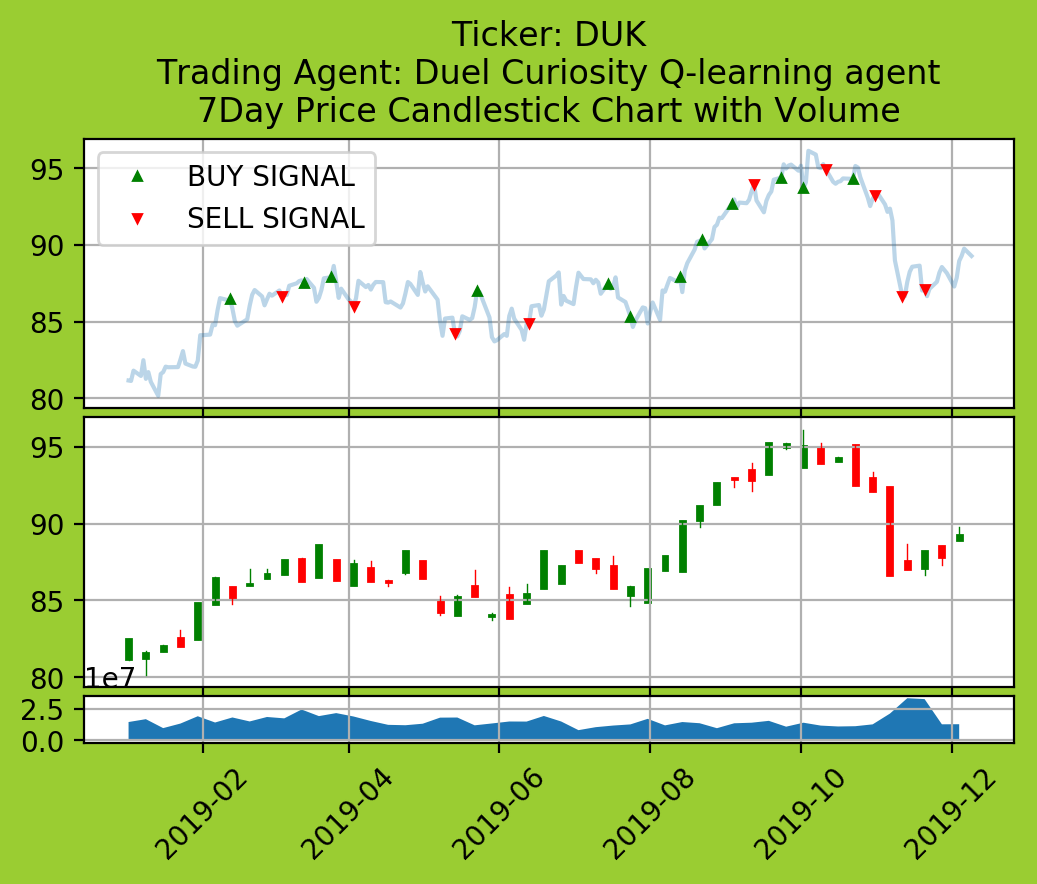 Ticker: DUK
Trading Agent: Duel Curiosity Q-learning agent
7Day Price Candlestick Chart with Volume
BUY SIGNAL
SELL SIGNAL
95
90
85
80
95
90
85
80
1e7
2.5
0.0
2019-02
2019-04
2019-06
2019-08
2019-10
2019-12